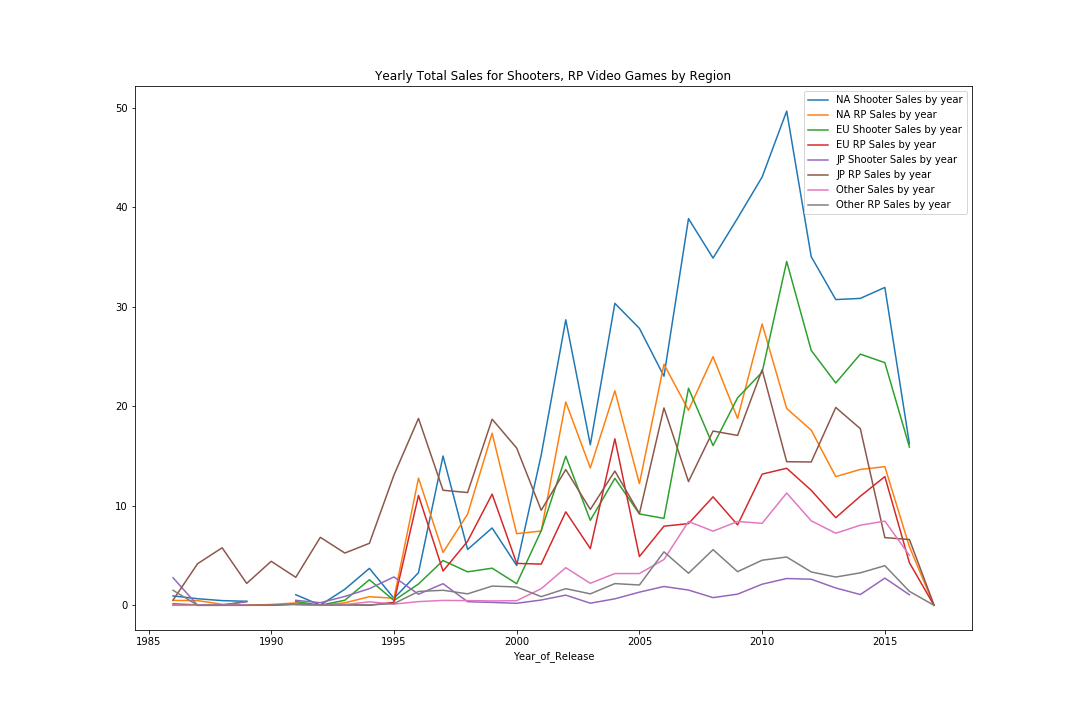 Yearly Total Sales for Shooters, RP Video Games by Region
NA Shooter Sales by year
NA RP Sales by year
EU Shooter Sales by year
EU RP Sales by year
JP Shooter Sales by year
JP RP Sales by year
Other Sales by year
Other RP Sales by year
50
40
30
20
10
0
1985 1990 1995 2000 2005 2010 2015
Year_of_Release